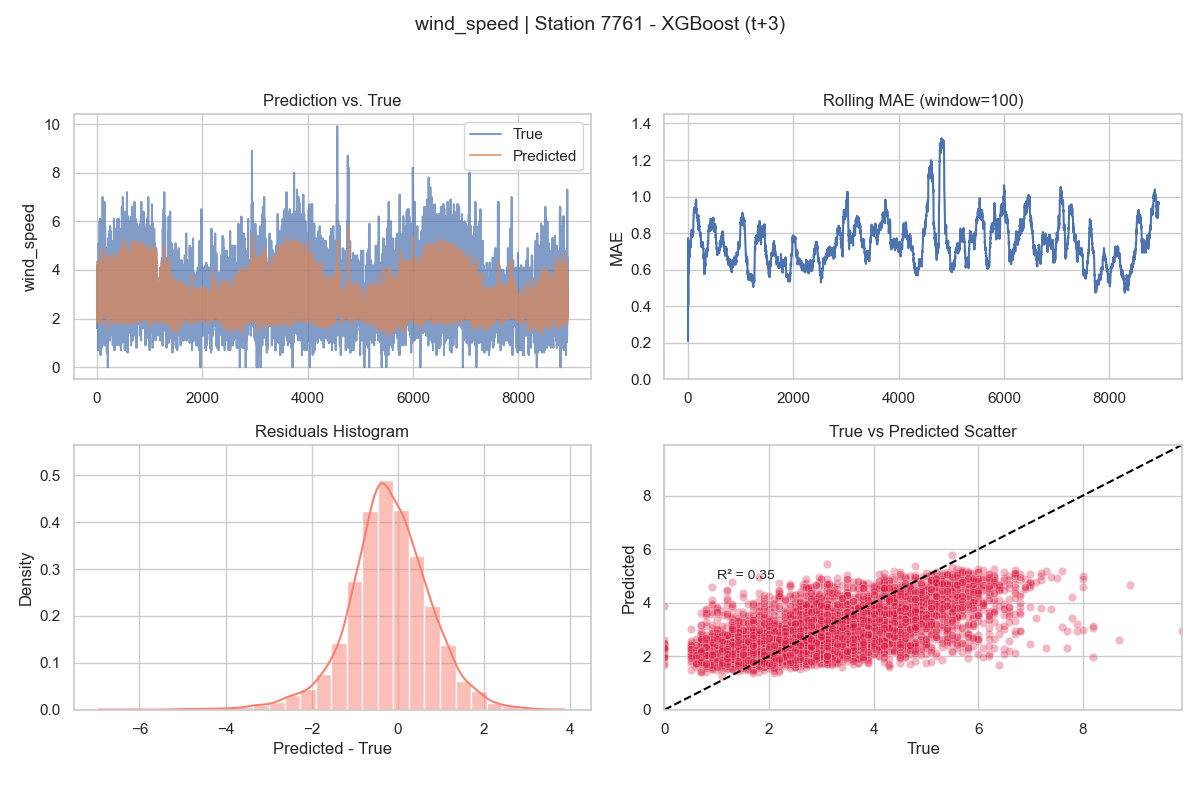 wind_speed | Station 7761 - XGBoost (t+3)
Prediction vs. True
10
8
6
4
2
0
wind_speed
True
Predicted
0 2000 4000 6000 8000
Rolling MAE (window=100)
1.4
1.2
1.0
0.8
0.6
0.4
0.2
0.0
MAE
0 2000 4000 6000 8000
Residuals Histogram
0.5
0.4
0.3
0.2
0.1
0.0
Density
−6 −4 −2 0 2 4
Predicted - True
True vs Predicted Scatter
8
6
4
2
0
Predicted
R² = 0.35
0 2 4 6 8
True